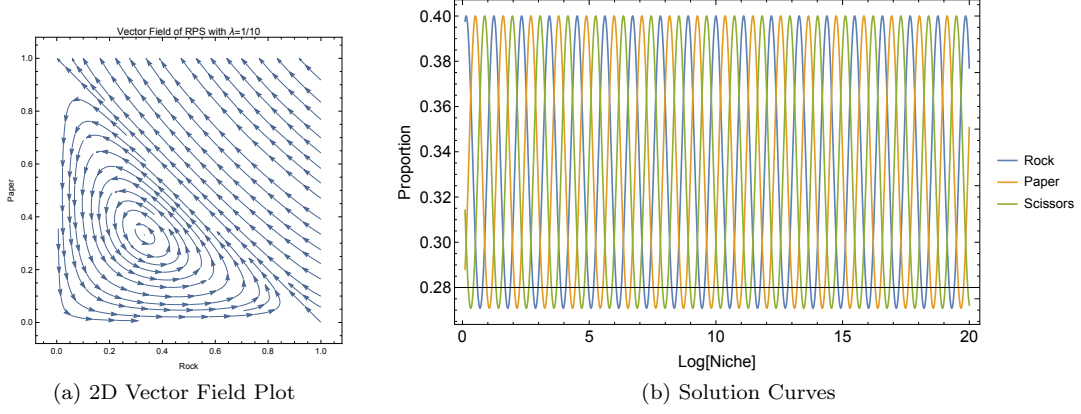 Vector Field of RPS with λ=1/10
1.0
0.8
0.6
0.4
0.2
0.0
Paper
0.0 0.2 0.4 0.6 0.8 1.0
Rock
(a) 2D Vector Field Plot
0.40
0.38
0.36
0.34
0.32
0.30
0.28
Proportion
0 5 10 15 20
Log[Niche]
Rock
Paper
Scissors
(b) Solution Curves